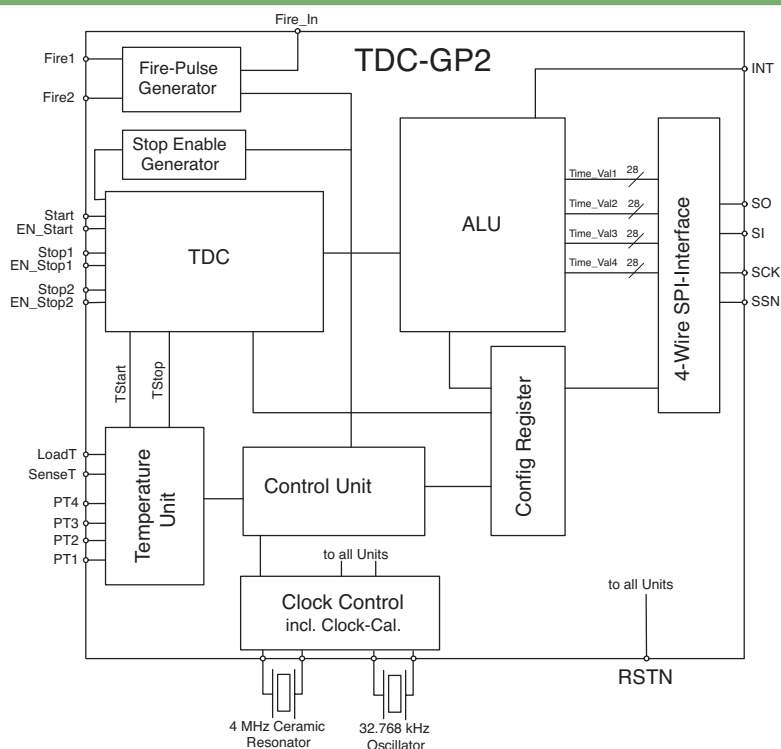 Fire_In
TDC-GP2
Fire1
Fire2
Fire-Pulse
Generator
INT
Stop Enable
Generator
Time_Val1 28
Time_Val2 28
Time_Val3 28
Time_Val4 28
ALU
4-Wire SPI-Interface
SO
SI
SCK
SSN
Start
EN_Start
Stop1
EN_Stop1
Stop2
EN_Stop2
TDC
TStart
TStop
LoadT
SenseT
PT4
PT3
PT2
PT1
Temperature
Unit
Control Unit
Config Register
to all Units
Clock Control
incl. Clock-Cal.
to all Units
RSTN
4 MHz Ceramic
Resonator
32.768 kHz
Oscillator